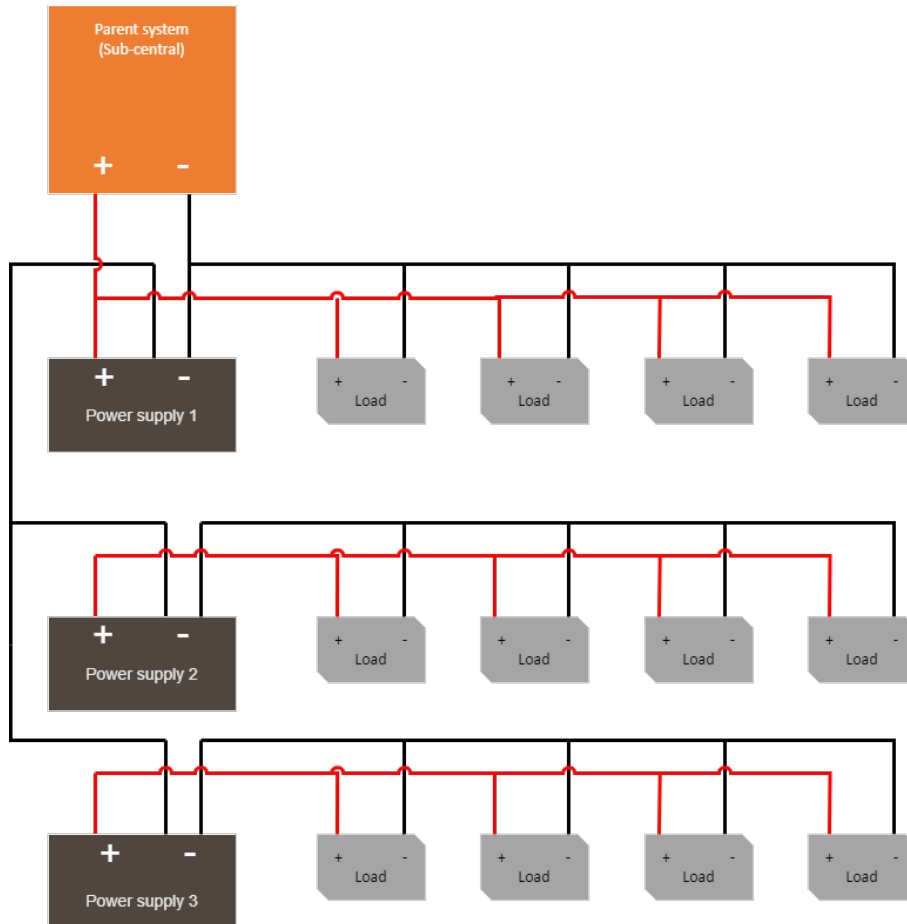 Parent system
(Sub-central)
+ -
+ -
Power supply 1
+ -
Load
+ -
Load
+ -
Load
+ -
Load
+ -
Power supply 2
+ -
Load
+ -
Load
+ -
Load
+ -
Load
+ -
Power supply 3
+ -
Load
+ -
Load
+ -
Load
+ -
Load